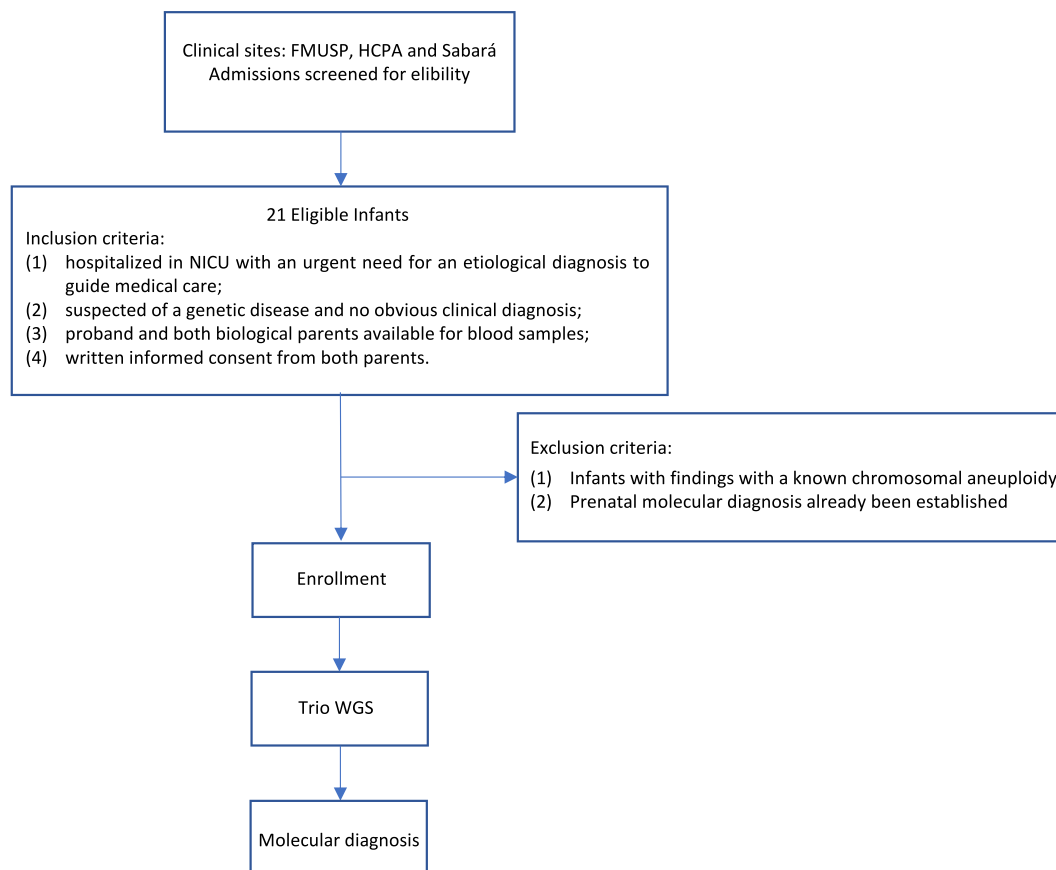 Clinical sites: FMUSP, HCPA and Sabará
Admissions screened for elibility
21 Eligible Infants
Inclusion criteria:
(1) hospitalized in NICU with an urgent need for an etiological diagnosis to
guide medical care;
(2) suspected of a genetic disease and no obvious clinical diagnosis;
(3) proband and both biological parents available for blood samples;
(4) written informed consent from both parents.
Exclusion criteria:
(1) Infants with findings with a known chromosomal aneuploidy
(2) Prenatal molecular diagnosis already been established
Enrollment
Trio WGS
Molecular diagnosis